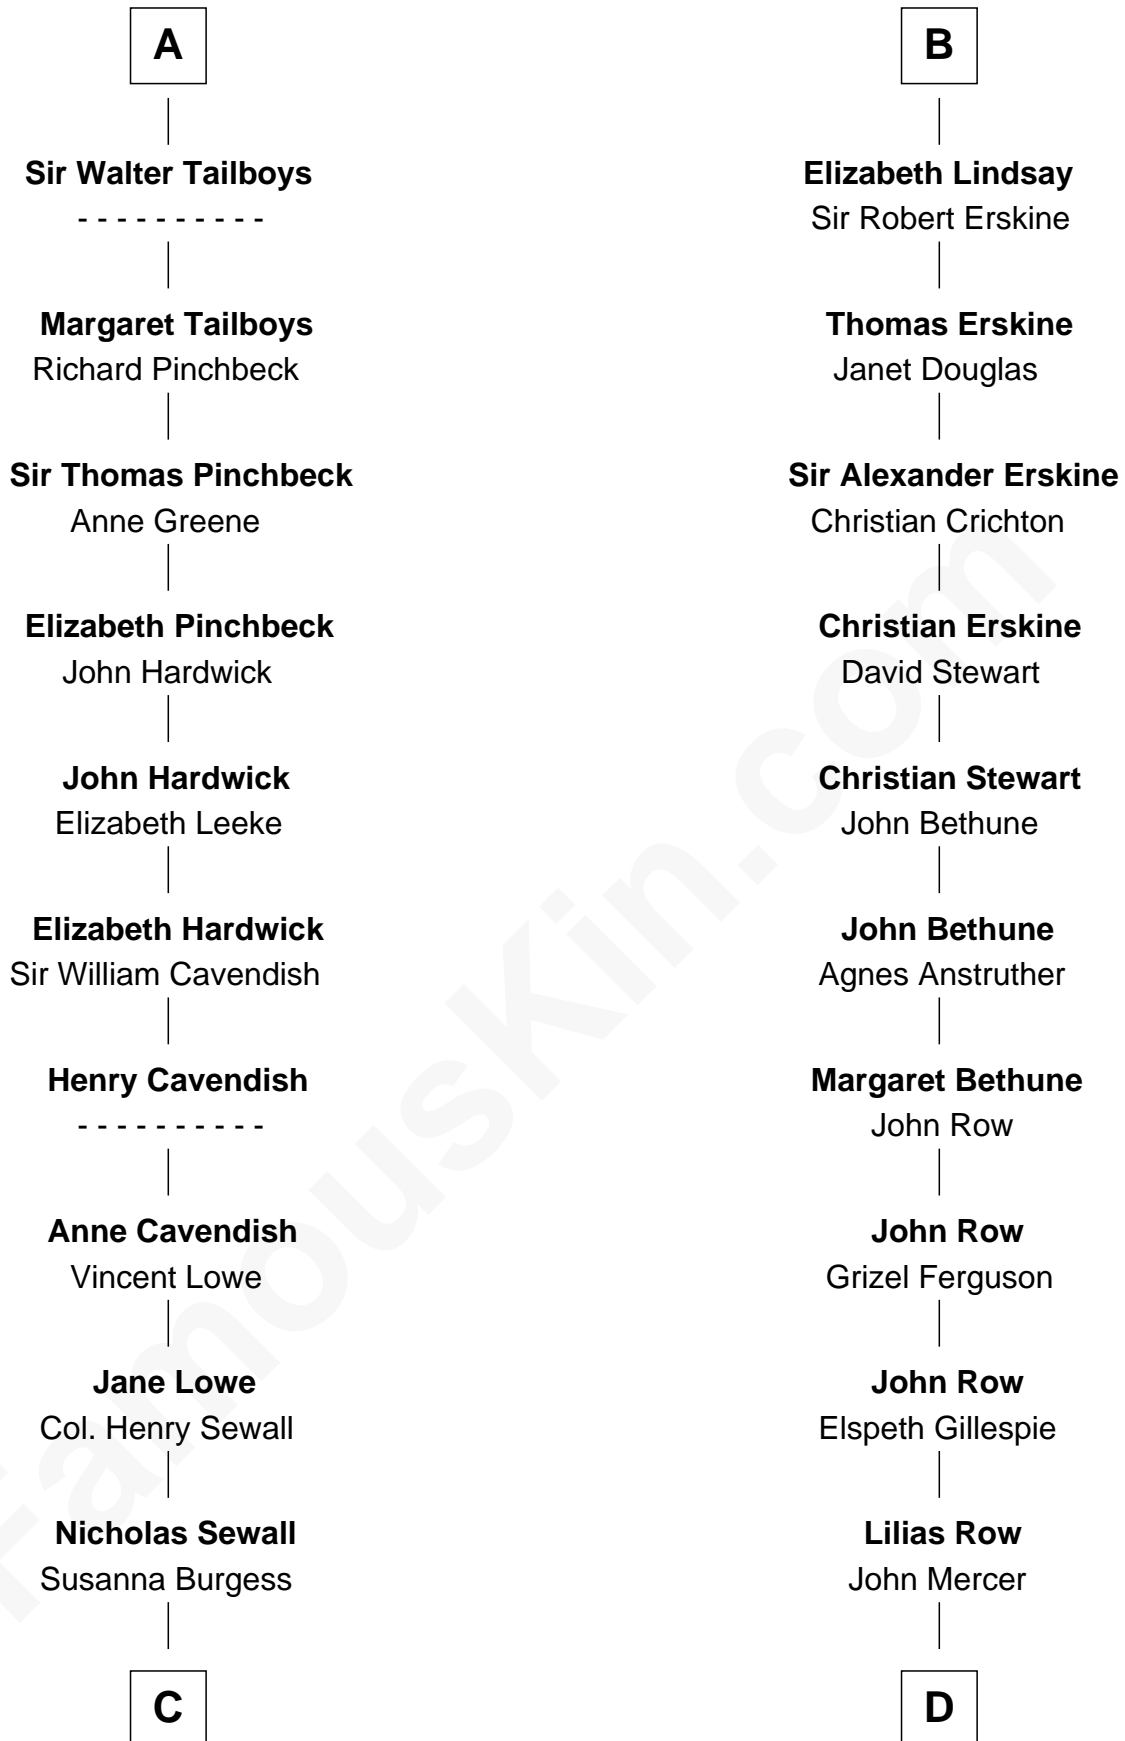 A
Sir Walter Tailboys
- - - - - - - - - -
Margaret Tailboys
Richard Pinchbeck
Sir Thomas Pinchbeck
Anne Greene
Elizabeth Pinchbeck
John Hardwick
John Hardwick
Elizabeth Leeke
Elizabeth Hardwick
Sir William Cavendish
Henry Cavendish
- - - - - - - - - -
Anne Cavendish
Vincent Lowe
Jane Lowe
Col. Henry Sewall
Nicholas Sewall
Susanna Burgess
C
B
Elizabeth Lindsay
Sir Robert Erskine
Thomas Erskine
Janet Douglas
Sir Alexander Erskine
Christian Crichton
Christian Erskine
David Stewart
Christian Stewart
John Bethune
John Bethune
Agnes Anstruther
Margaret Bethune
John Row
John Row
Grizel Ferguson
John Row
Elspeth Gillespie
Lilias Row
John Mercer
D
FamousKin.com